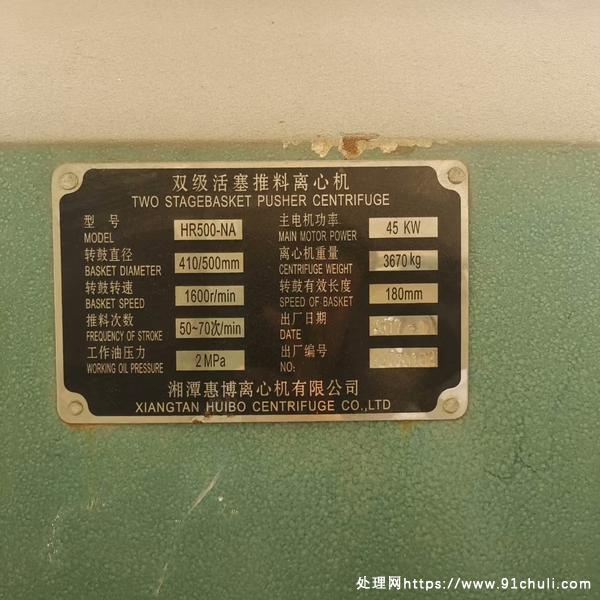 双级活塞推料离心机
TWO STAGEBASKET PUSHER CENTRIFUGE
型号 HR500-NA
MODEL
转鼓直径 410/500mm
BASKET DIAMETER
转鼓转速 1600r/min
BASKET SPEED
推料次数 50~70次/min
FREQUENCY OF STROKE
工作油压力 2MPa
WORKING OIL PRESSURE
主电机功率 45 KW
MAIN MOTOR POWER
离心机重量 3670kg
CENTRIFUGE WEIGHT
转鼓有效长度 180mm
SPEED OF BASKET
出厂日期
DATE
出厂编号
NO:
湘潭惠博离心机有限公司
XIANGTAN HUIBO CENTRIFUGE CO.,LTD
处理网https://www.91chuli.com/